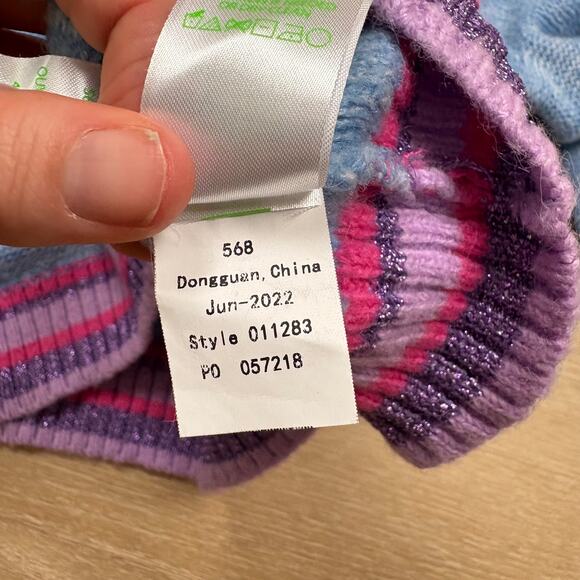 568
Dongguan, China
Jun-2022
Style 011283
PO 057218